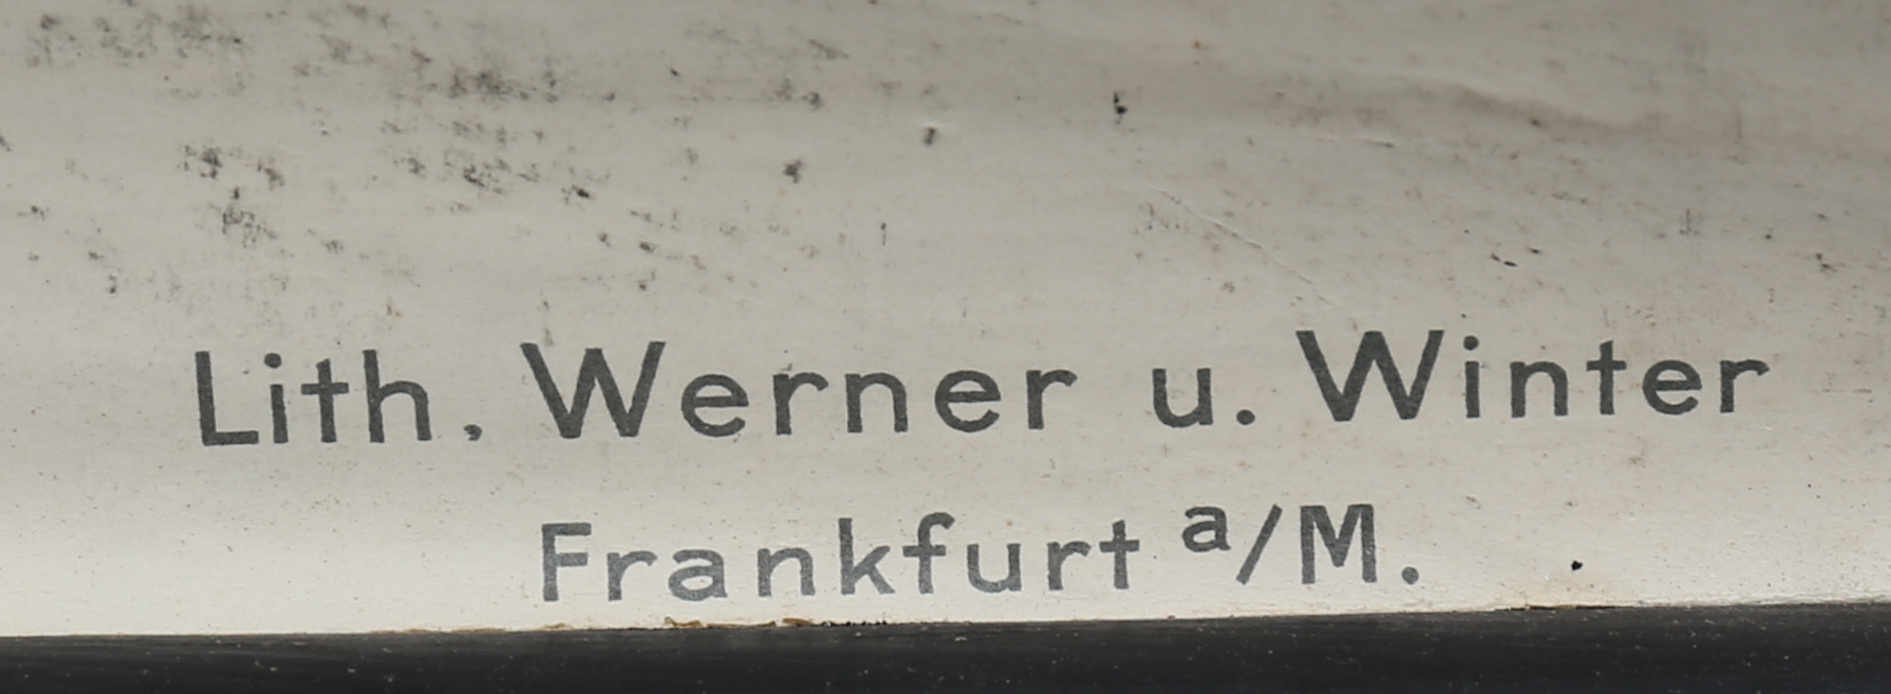 Lith. Werner u. Winter
Frankfurt a/M.